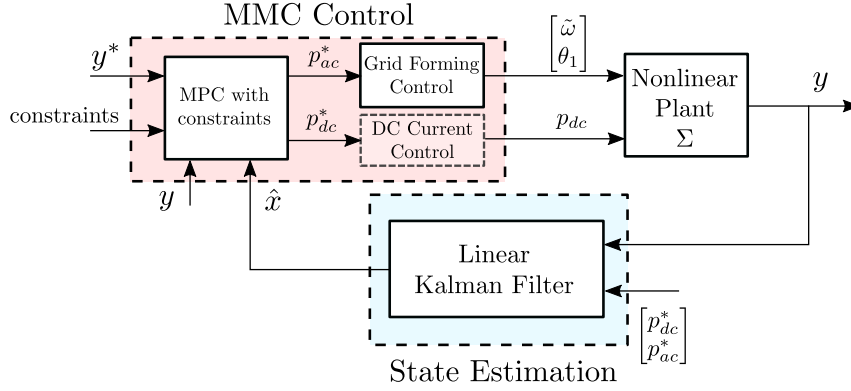 MMC Control
y*
constraints
MPC with
constraints
p*ac
p*dc
Grid Forming
Control
DC Current
Control
ω̃
θ1
pdc
Nonlinear
Plant
Σ
y
y
x̂
Linear
Kalman Filter
p*dc
p*ac
State Estimation